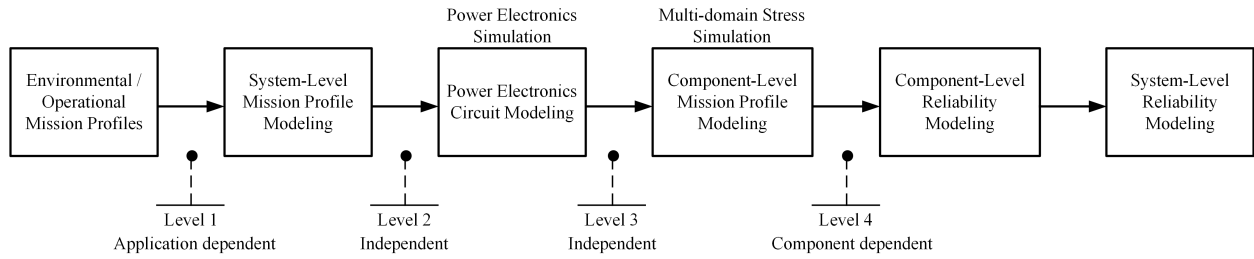 Power Electronics
Simulation
Multi-domain Stress
Simulation
Environmental /
Operational
Mission Profiles
System-Level
Mission Profile
Modeling
Power Electronics
Circuit Modeling
Component-Level
Mission Profile
Modeling
Component-Level
Reliability
Modeling
System-Level
Reliability
Modeling
Level 1
Application dependent
Level 2
Independent
Level 3
Independent
Level 4
Component dependent